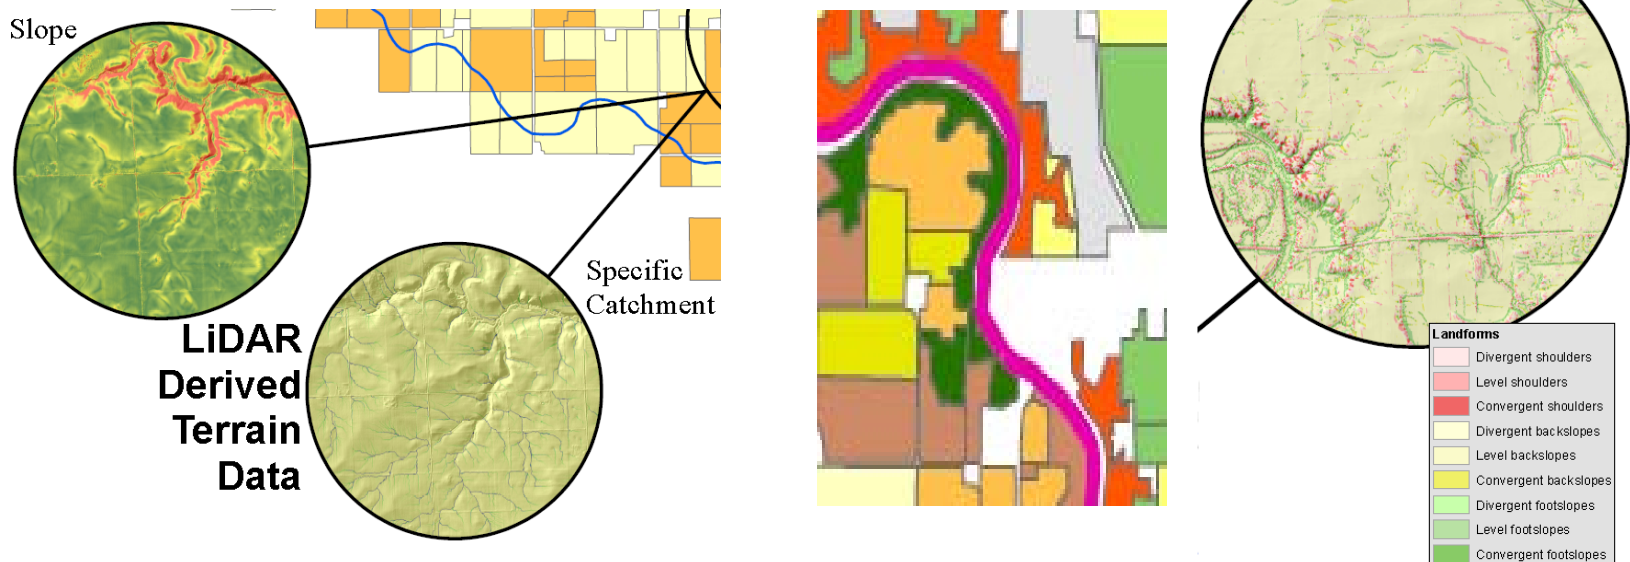 Slope
Specific
Catchment
LiDAR
Derived
Terrain
Data
Landforms
Divergent shoulders
Level shoulders
Convergent shoulders
Divergent backslopes
Level backslopes
Convergent backslopes
Divergent footslopes
Level footslopes
Convergent footslopes